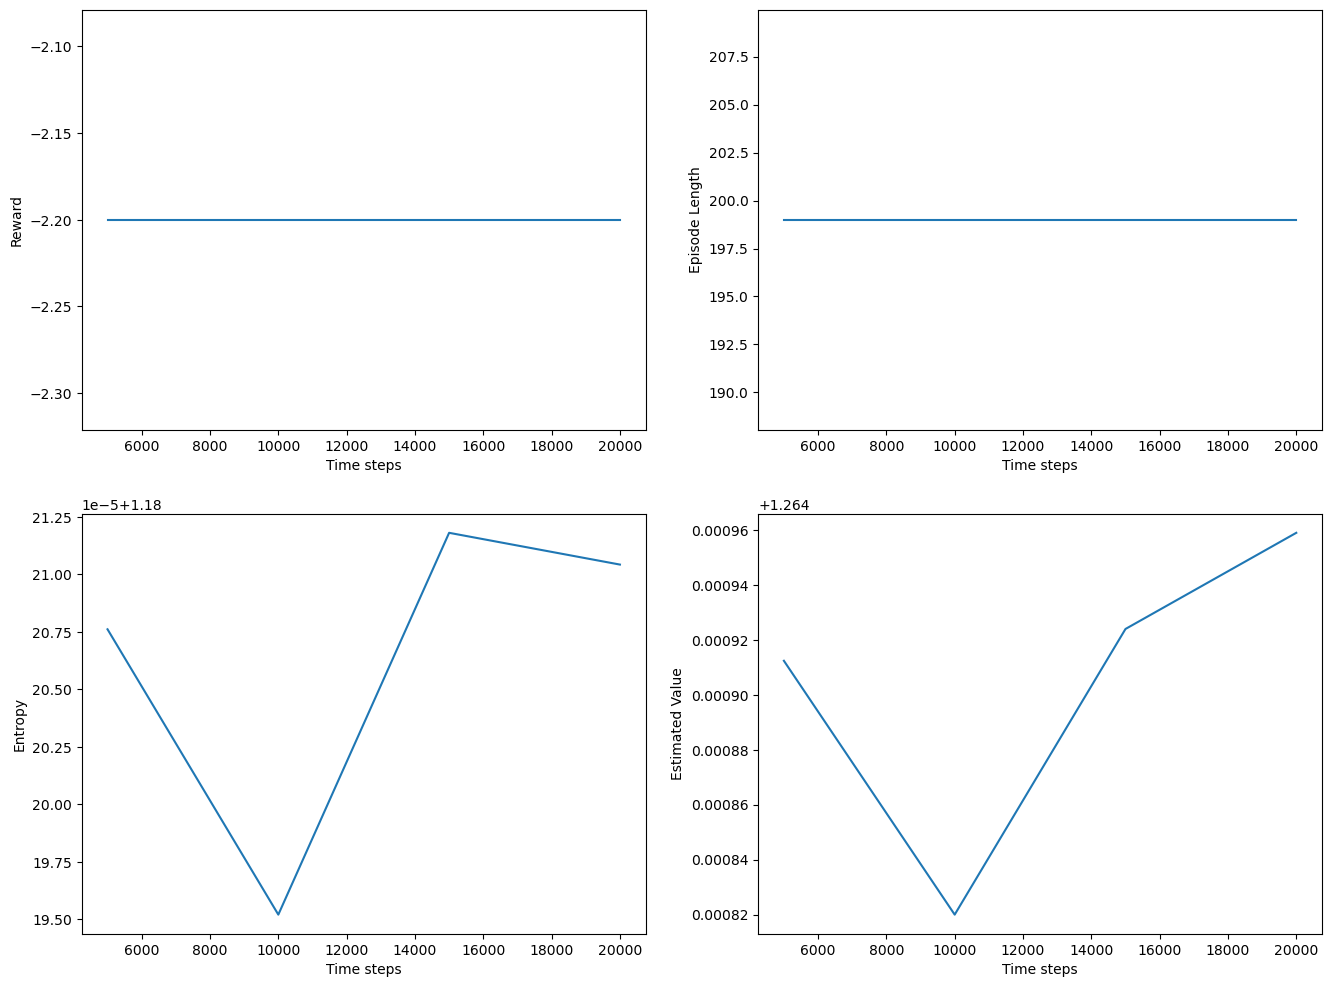 −2.10
−2.15
−2.20
−2.25
−2.30
Reward
6000 8000 10000 12000 14000 16000 18000 20000
Time steps
207.5
205.0
202.5
200.0
197.5
195.0
192.5
190.0
Episode Length
6000 8000 10000 12000 14000 16000 18000 20000
Time steps
1e−5+1.18
21.25
21.00
20.75
20.50
20.25
20.00
19.75
19.50
Entropy
6000 8000 10000 12000 14000 16000 18000 20000
Time steps
+1.264
0.00096
0.00094
0.00092
0.00090
0.00088
0.00086
0.00084
0.00082
Estimated Value
6000 8000 10000 12000 14000 16000 18000 20000
Time steps